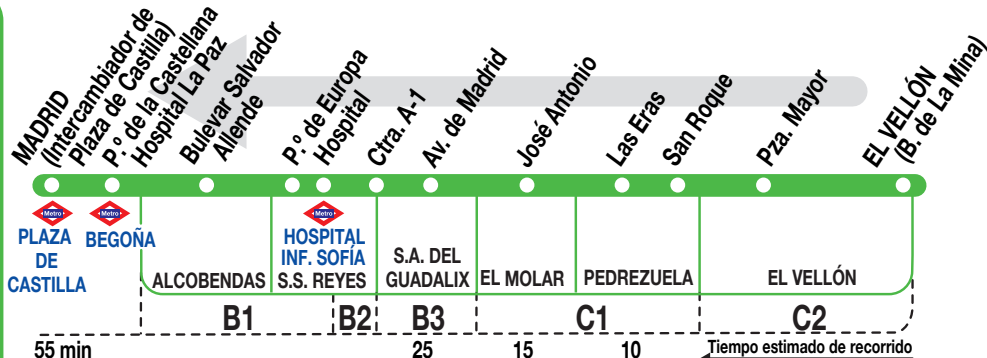 MADRID
(Intercambiador de
Plaza de Castilla)
P.º de la Castellana
Hospital La Paz
Bulevar Salvador
Allende
P.º de Europa
Hospital
Ctra. A-1
Av. de Madrid
José Antonio
Las Eras
San Roque
Pza. Mayor
EL VELLÓN
(B. de La Mina)
Metro
PLAZA
DE
CASTILLA
Metro
BEGOÑA
Metro
HOSPITAL
INF. SOFÍA
ALCOBENDAS
S.S. REYES
S.A. DEL
GUADALIX
EL MOLAR
PEDREZUELA
EL VELLÓN
B1
B2
B3
C1
C2
55 min
25
15
10
Tiempo estimado de recorrido